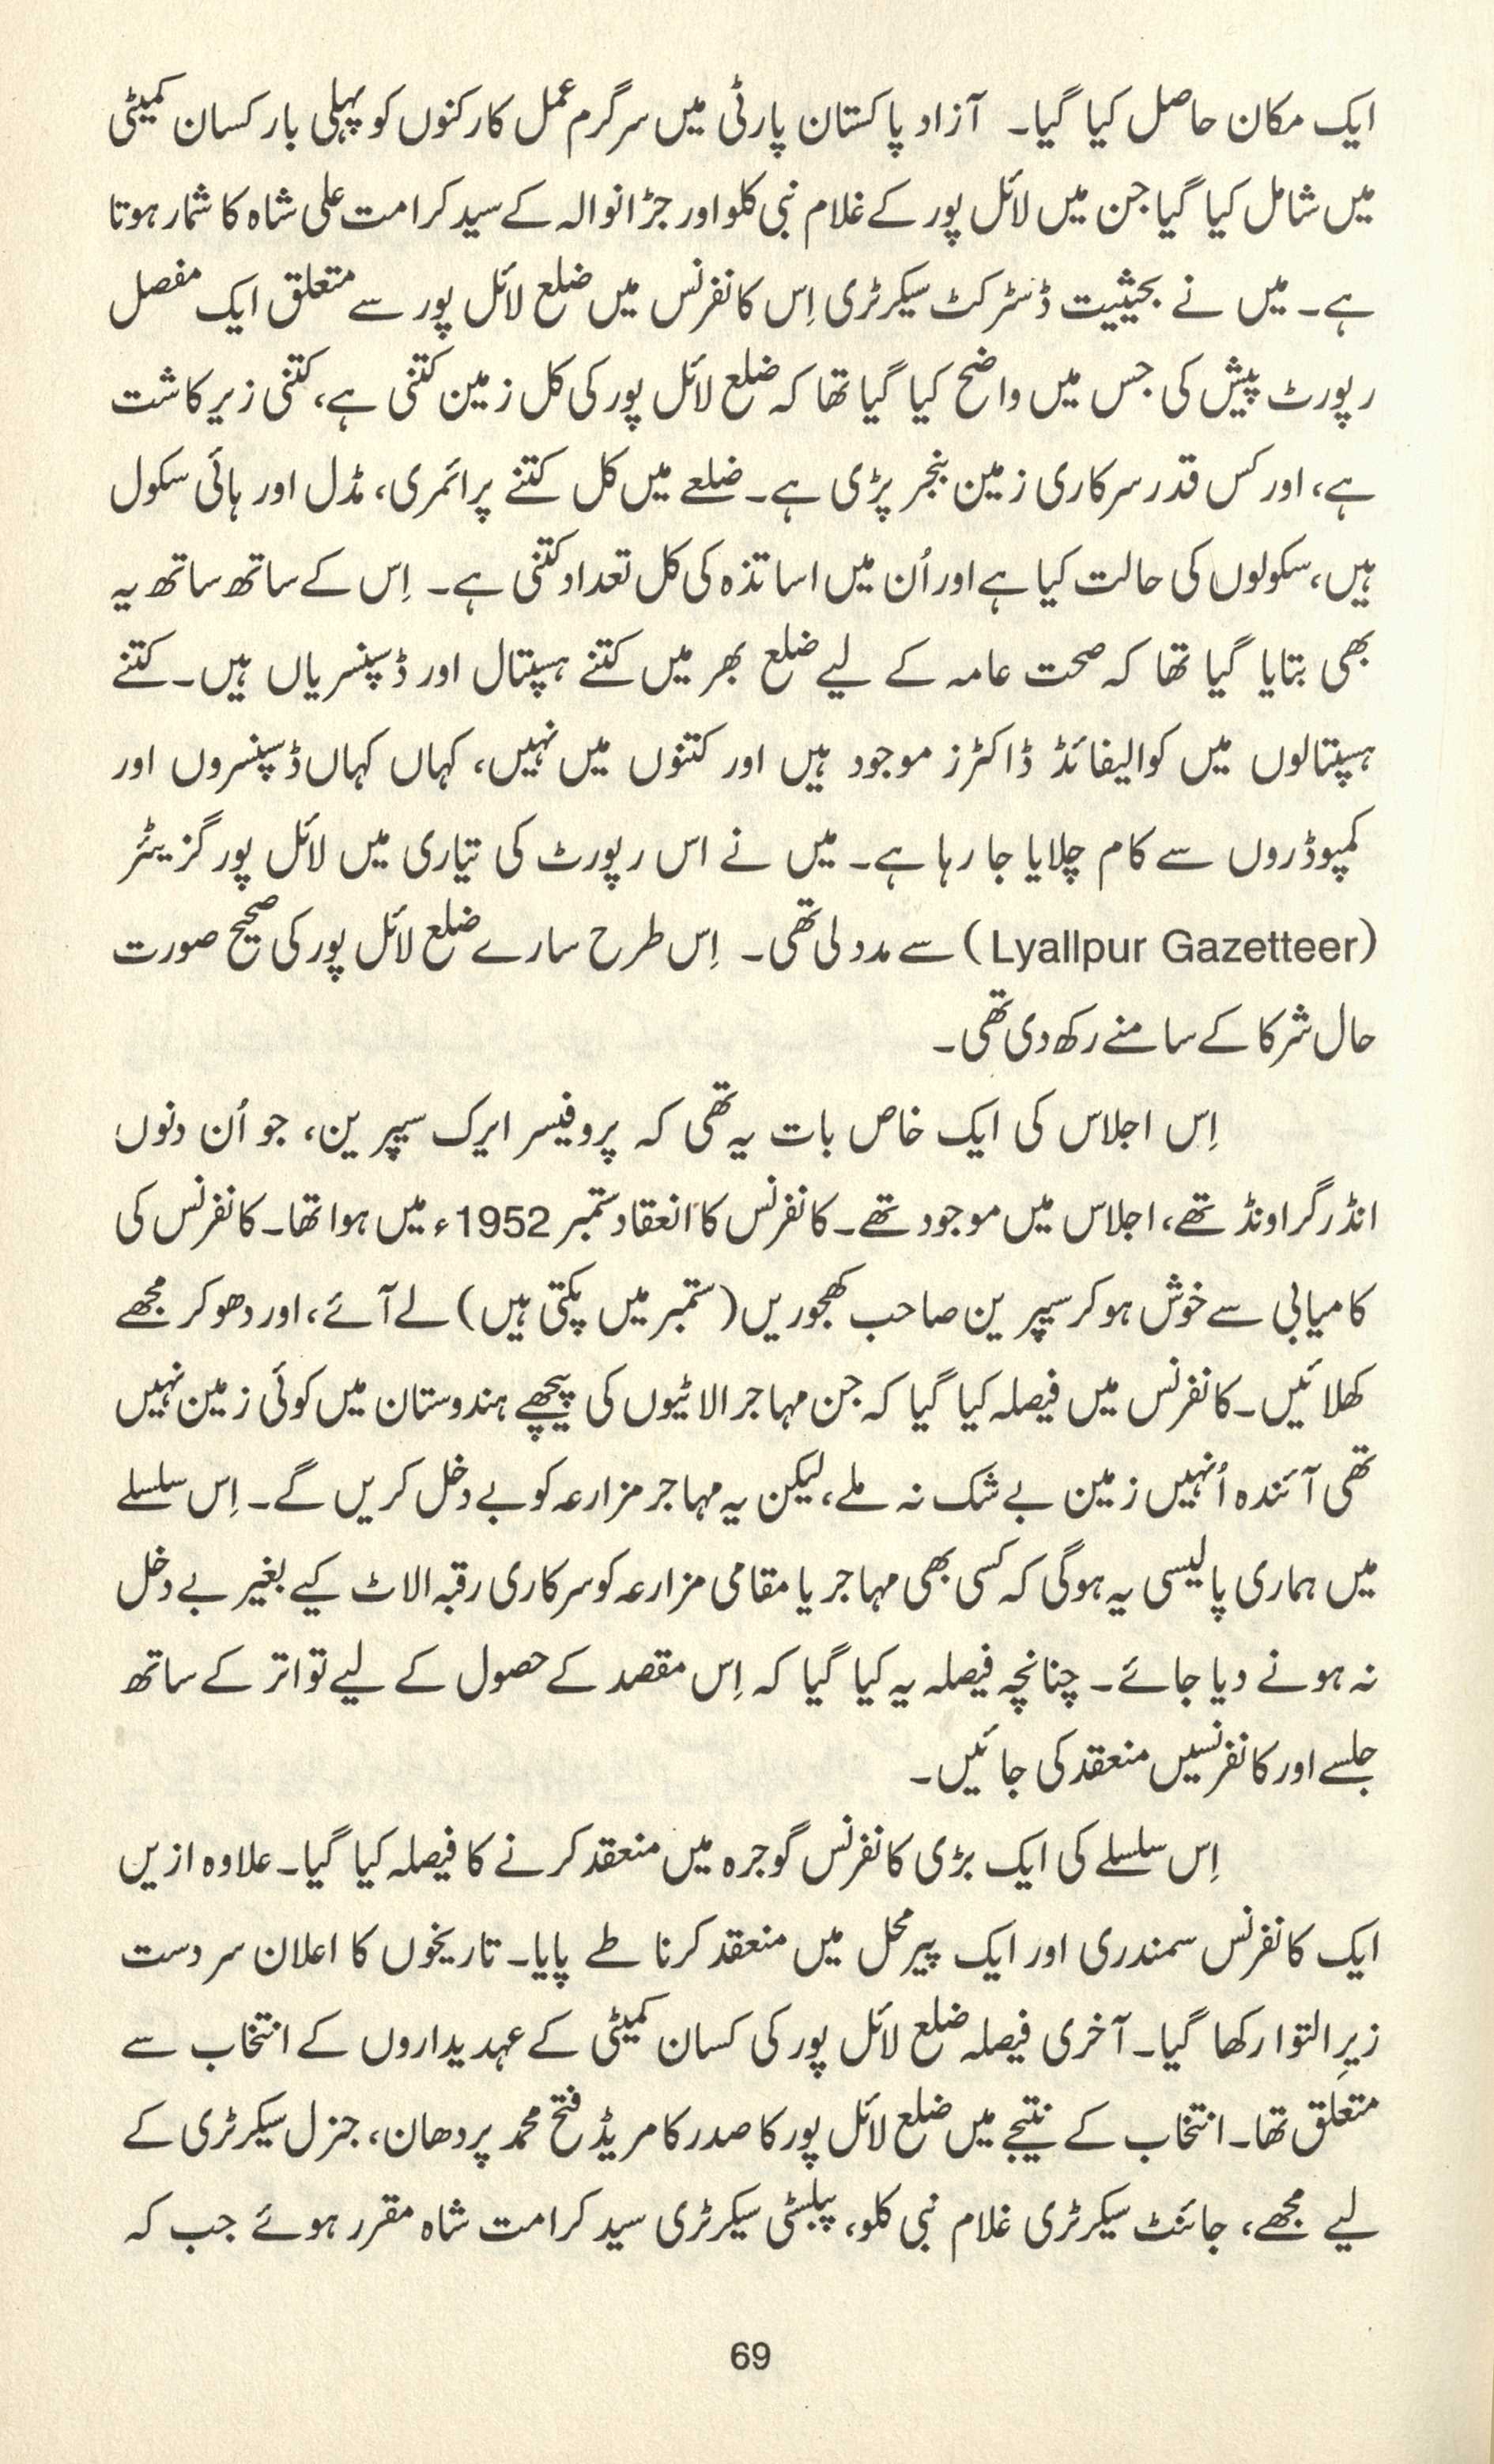 ایک مکان حاصل کیا گیا۔ آزاد پاکستان پارٹی میں سرگرم عمل کارکنوں کو پہلی بار کسان کمیٹی
میں شامل کیا گیا جن میں لائل پور کے غلام نبی کلو اور جڑانوالہ کے سید کرامت علی شاہ کا شمار ہوتا
ہے۔ میں نے بحیثیت ڈسٹرکٹ سیکرٹری اِس کانفرنس میں ضلع لائل پور سے متعلق ایک مفصل
رپورٹ پیش کی جس میں واضح کیا گیا تھا کہ ضلع لائل پور کی کل زمین کتنی ہے، کتنی زیر کاشت
ہے، اور کس قدر سرکاری زمین بنجر پڑی ہے۔ ضلعے میں کل کتنے پرائمری، مڈل اور ہائی سکول
ہیں، سکولوں کی حالت کیا ہے اور اُن میں اساتذہ کی کل تعداد کتنی ہے۔ اِس کے ساتھ ساتھ یہ
بھی بتایا گیا تھا کہ صحت عامہ کے لیے ضلع بھر میں کتنے ہسپتال اور ڈسپنسریاں ہیں۔ کتنے
ہسپتالوں میں کوالیفائڈ ڈاکٹرز موجود ہیں اور کتنوں میں نہیں، کہاں کہاں ڈسپنسروں اور
کمپوڈروں سے کام چلایا جا رہا ہے۔ میں نے اس رپورٹ کی تیاری میں لائل پور گزیٹئر
(Lyallpur Gazetteer) سے مدد لی تھی۔ اِس طرح سارے ضلع لائل پور کی صحیح صورت
حال شرکا کے سامنے رکھ دی تھی۔
اِس اجلاس کی ایک خاص بات یہ تھی کہ پروفیسر ایرک سپرین، جو اُن دنوں
انڈر گراونڈ تھے، اجلاس میں موجود تھے۔ کانفرنس کا انعقاد ستمبر 1952ء میں ہوا تھا۔ کانفرنس کی
کامیابی سے خوش ہو کر سپرین صاحب کھجوریں (ستمبر میں پکتی ہیں) لے آئے، اور دھو کر مجھے
کھلائیں۔ کانفرنس میں فیصلہ کیا گیا کہ جن مہاجر الاٹیوں کی پیچھے ہندوستان میں کوئی زمین نہیں
تھی آئندہ اُنہیں زمین بے شک نہ ملے، لیکن یہ مہاجر مزارعہ کو بے دخل کریں گے۔ اِس سلسلے
میں ہماری پالیسی یہ ہوگی کہ کسی بھی مہاجر یا مقامی مزارعہ کو سرکاری رقبہ الاٹ کیے بغیر بے دخل
نہ ہونے دیا جائے۔ چنانچہ فیصلہ یہ کیا گیا کہ اِس مقصد کے حصول کے لیے تواتر کے ساتھ
جلسے اور کانفرنسیں منعقد کی جائیں۔
اِس سلسلے کی ایک بڑی کانفرنس گوجرہ میں منعقد کرنے کا فیصلہ کیا گیا۔ علاوہ ازیں
ایک کانفرنس سمندری اور ایک پیر محل میں منعقد کرنا طے پایا۔ تاریخوں کا اعلان سر دست
زیرِ التوا رکھا گیا۔ آخری فیصلہ ضلع لائل پور کی کسان کمیٹی کے عہدیداروں کے انتخاب سے
متعلق تھا۔ انتخاب کے نتیجے میں ضلع لائل پور کا صدر کامریڈ فتح محمد پردھان، جنرل سیکرٹری کے
لیے مجھے، جائنٹ سیکرٹری غلام نبی کلو، پبلسٹی سیکرٹری سید کرامت شاہ مقرر ہوئے جب کہ
69